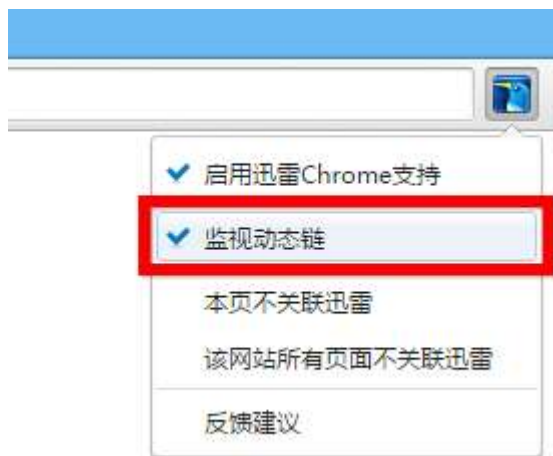 启用迅雷Chrome支持
监视动态链
本页不关联迅雷
该网站所有页面不关联迅雷
反馈建议